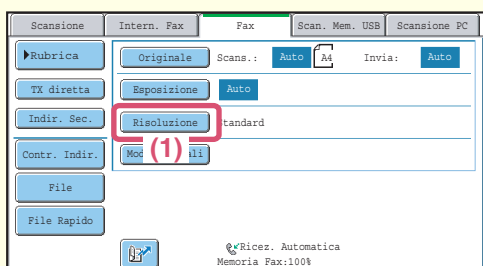 Scansione Intern. Fax Fax Scan. Mem. USB Scansione PC
Rubrica Originale Scans.: Auto A4 Invia: Auto
TX diretta Esposizione Auto
Indir. Sec. Risoluzione Standard
(1)
Contr. Indir.
File
File Rapido
Ricez. Automatica
Memoria Fax:100%